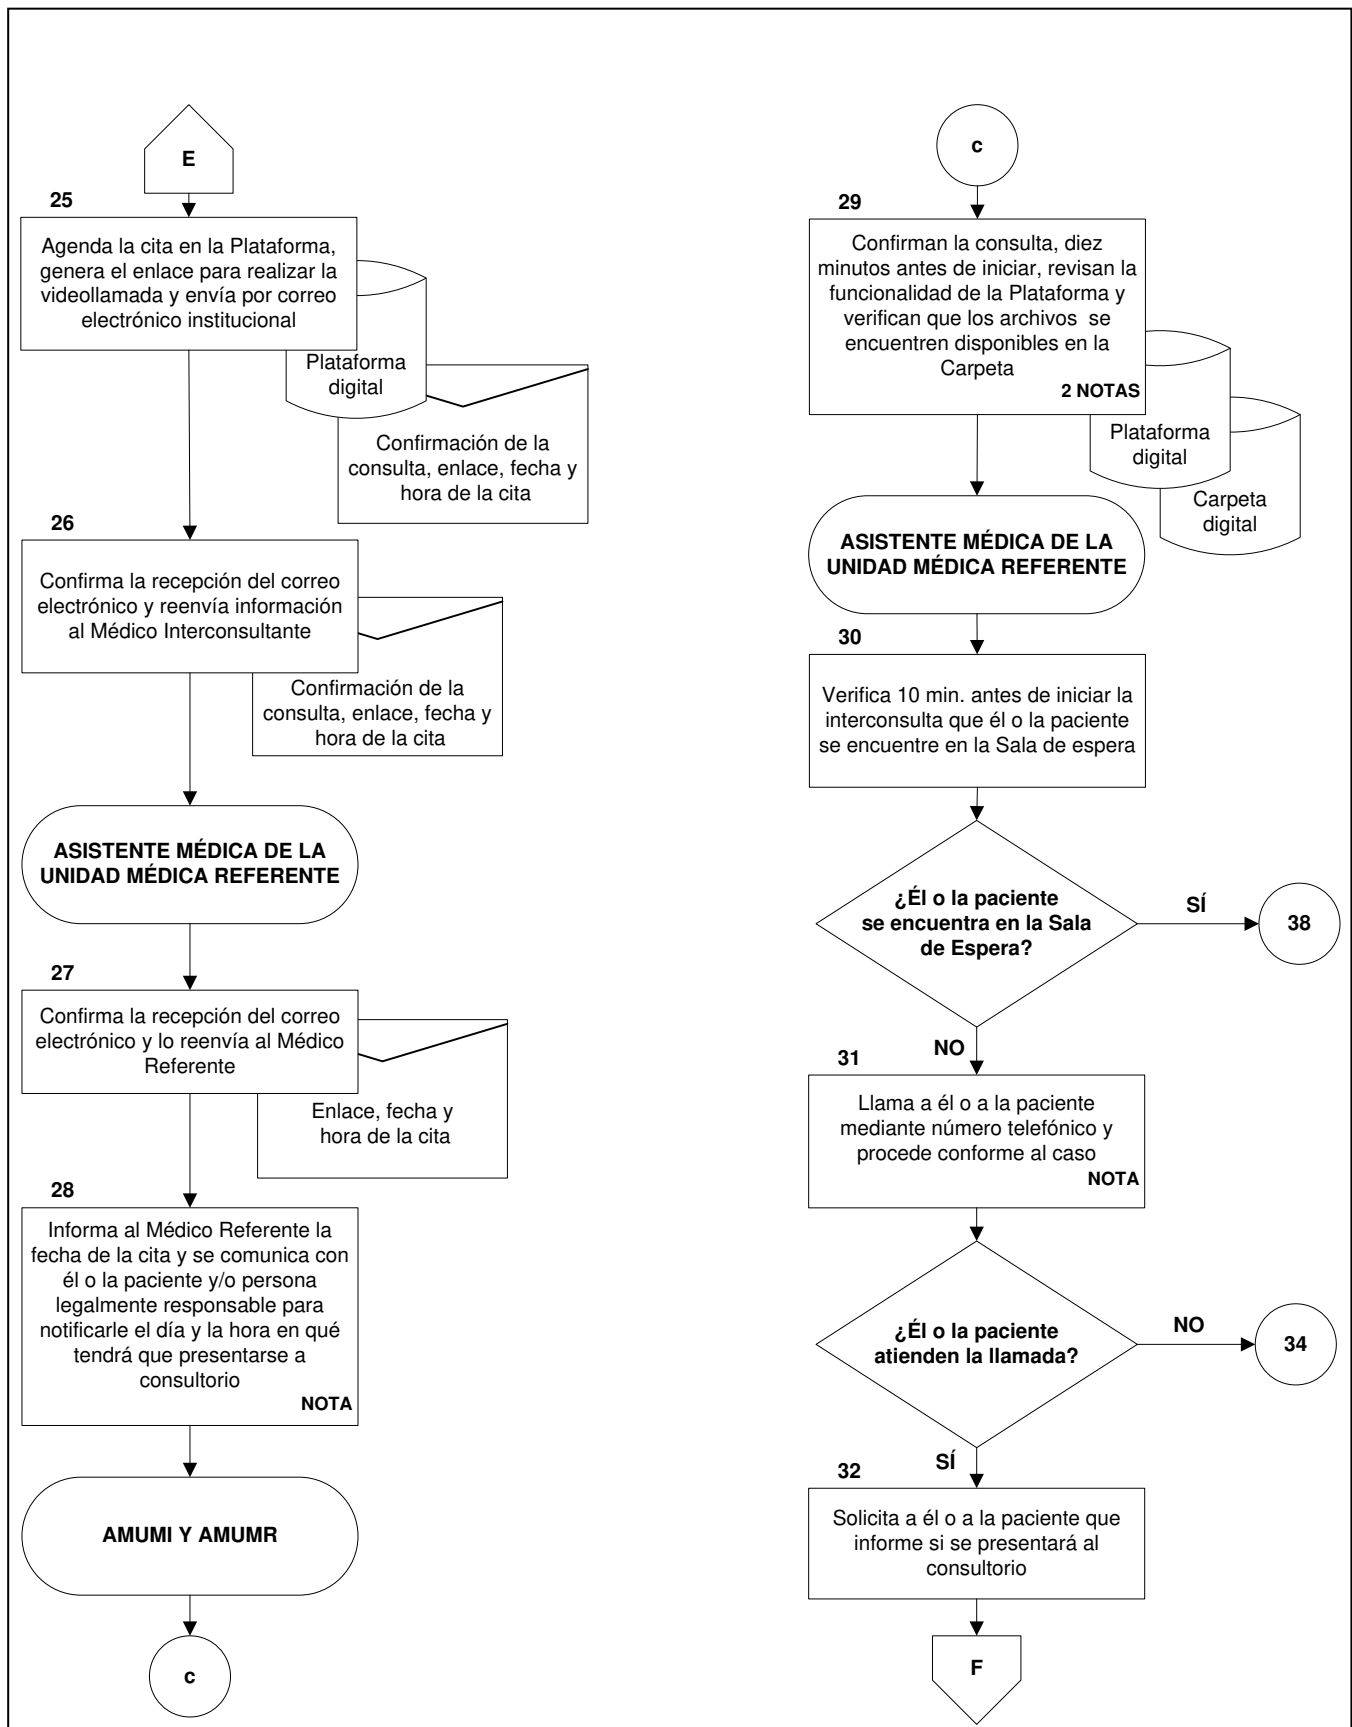 E
25
Agenda la cita en la Plataforma,
genera el enlace para realizar la
videollamada y envía por correo
electrónico institucional
Plataforma
digital
Confirmación de la
consulta, enlace, fecha y
hora de la cita
26
Confirma la recepción del correo
electrónico y reenvía información
al Médico Interconsultante
Confirmación de la
consulta, enlace, fecha y
hora de la cita
ASISTENTE MÉDICA DE LA
UNIDAD MÉDICA REFERENTE
27
Confirma la recepción del correo
electrónico y lo reenvía al Médico
Referente
Enlace, fecha y
hora de la cita
28
Informa al Médico Referente la
fecha de la cita y se comunica con
él o la paciente y/o persona
legalmente responsable para
notificarle el día y la hora en qué
tendrá que presentarse a
consultorio
NOTA
AMUMI Y AMUMR
c
c
29
Confirman la consulta, diez
minutos antes de iniciar, revisan la
funcionalidad de la Plataforma y
verifican que los archivos se
encuentren disponibles en la
Carpeta
2 NOTAS
Plataforma
digital
Carpeta
digital
ASISTENTE MÉDICA DE LA
UNIDAD MÉDICA REFERENTE
30
Verifica 10 min. antes de iniciar la
interconsulta que él o la paciente
se encuentre en la Sala de espera
¿Él o la paciente
se encuentra en la Sala
de Espera?
SÍ
38
NO
31
Llama a él o a la paciente
mediante número telefónico y
procede conforme al caso
NOTA
¿Él o la paciente
atienden la llamada?
NO
34
SÍ
32
Solicita a él o a la paciente que
informe si se presentará al
consultorio
F